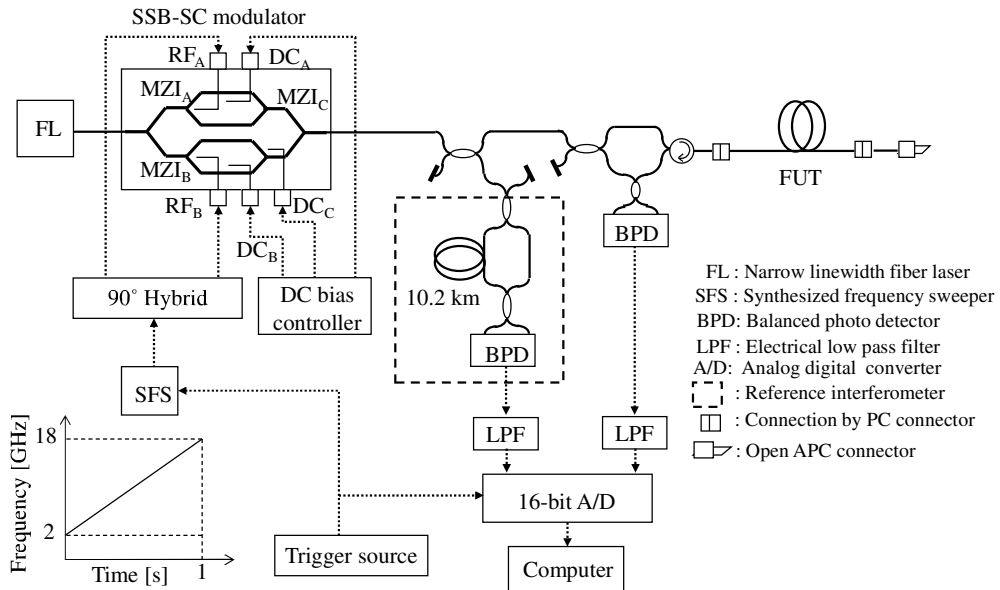 SSB-SC modulator
RF_A
DC_A
MZI_A
MZI_C
FL
MZI_B
RF_B
DC_C
DC_B
FUT
BPD
10.2 km
BPD
90° Hybrid
DC bias
controller
SFS
LPF
LPF
16-bit A/D
Trigger source
Computer
Frequency [GHz]
18
2
Time [s]
1
FL : Narrow linewidth fiber laser
SFS : Synthesized frequency sweeper
BPD: Balanced photo detector
LPF : Electrical low pass filter
A/D: Analog digital converter
: Reference interferometer
: Connection by PC connector
: Open APC connector